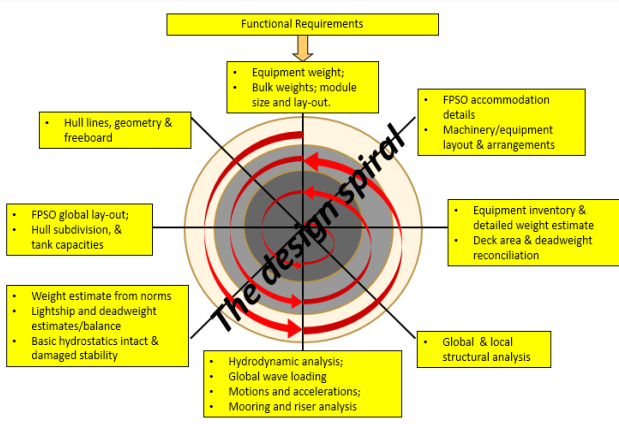 Functional Requirements
• Equipment weight;
• Bulk weights; module
size and lay-out.
• FPSO accommodation
details
• Machinery/equipment
layout & arrangements
• Hull lines, geometry &
freeboard
• FPSO global lay-out;
• Hull subdivision, &
tank capacities
• Equipment inventory &
detailed weight estimate
• Deck area & deadweight
reconciliation
• Weight estimate from norms
• Lightship and deadweight
estimates/balance
• Basic hydrostatics intact &
damaged stability
• Global & local
structural analysis
• Hydrodynamic analysis;
• Global wave loading
• Motions and accelerations;
• Mooring and riser analysis
The design spiral